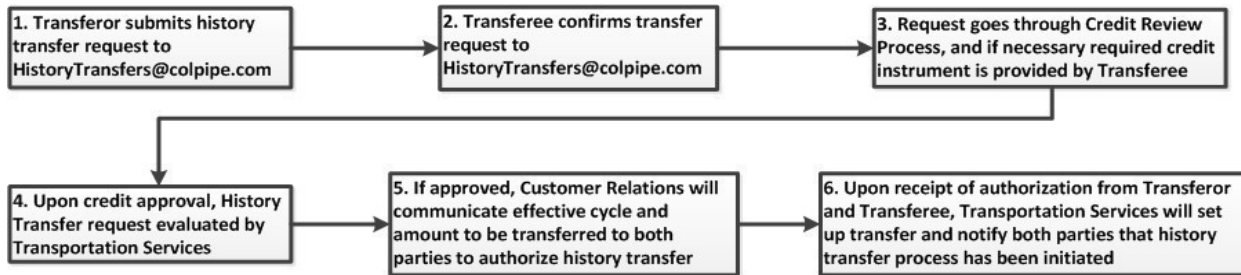 1. Transferor submits history
transfer request to
HistoryTransfers@colpipe.com
2. Transferee confirms transfer
request to
HistoryTransfers@colpipe.com
3. Request goes through Credit Review
Process, and if necessary required credit
instrument is provided by Transferee
4. Upon credit approval, History
Transfer request evaluated by
Transportation Services
5. If approved, Customer Relations will
communicate effective cycle and
amount to be transferred to both
parties to authorize history transfer
6. Upon receipt of authorization from Transferor
and Transferee, Transportation Services will set
up transfer and notify both parties that history
transfer process has been initiated